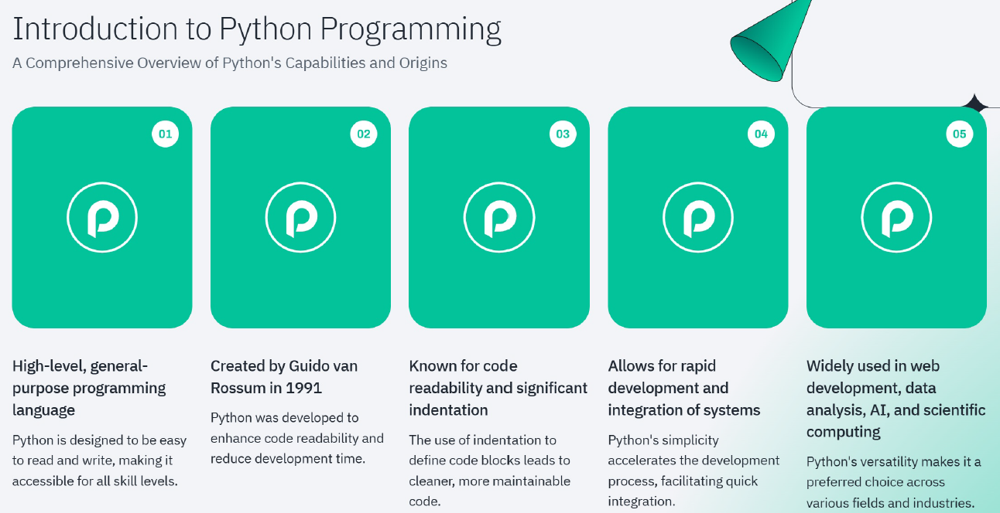 Introduction to Python Programming
A Comprehensive Overview of Python's Capabilities and Origins
01
02
03
04
05
High-level, general-
purpose programming
language
Python is designed to be easy
to read and write, making it
accessible for all skill levels.
Created by Guido van
Rossum in 1991
Python was developed to
enhance code readability and
reduce development time.
Known for code
readability and significant
indentation
The use of indentation to
define code blocks leads to
cleaner, more maintainable
code.
Allows for rapid
development and
integration of systems
Python's simplicity
accelerates the development
process, facilitating quick
integration.
Widely used in web
development, data
analysis, AI, and scientific
computing
Python's versatility makes it a
preferred choice across
various fields and industries.